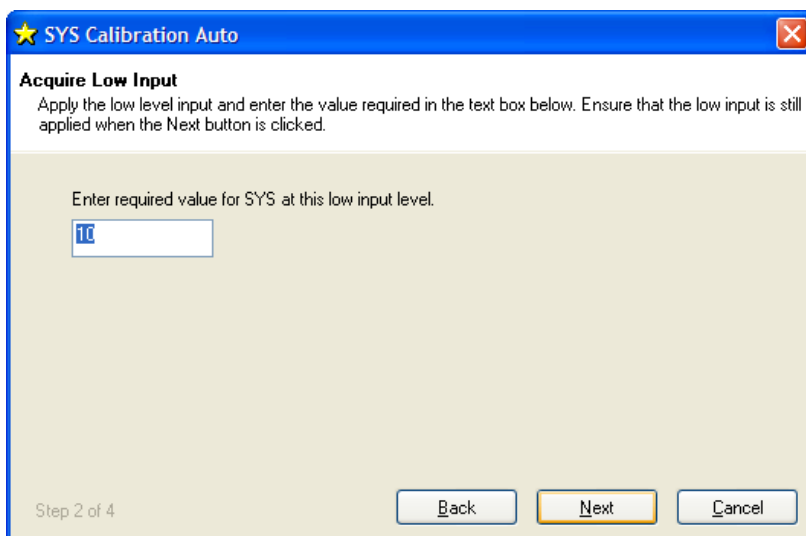 SYS Calibration Auto
Acquire Low Input
Apply the low level input and enter the value required in the text box below. Ensure that the low input is still
applied when the Next button is clicked.
Enter required value for SYS at this low input level.
10
Step 2 of 4
Back
Next
Cancel